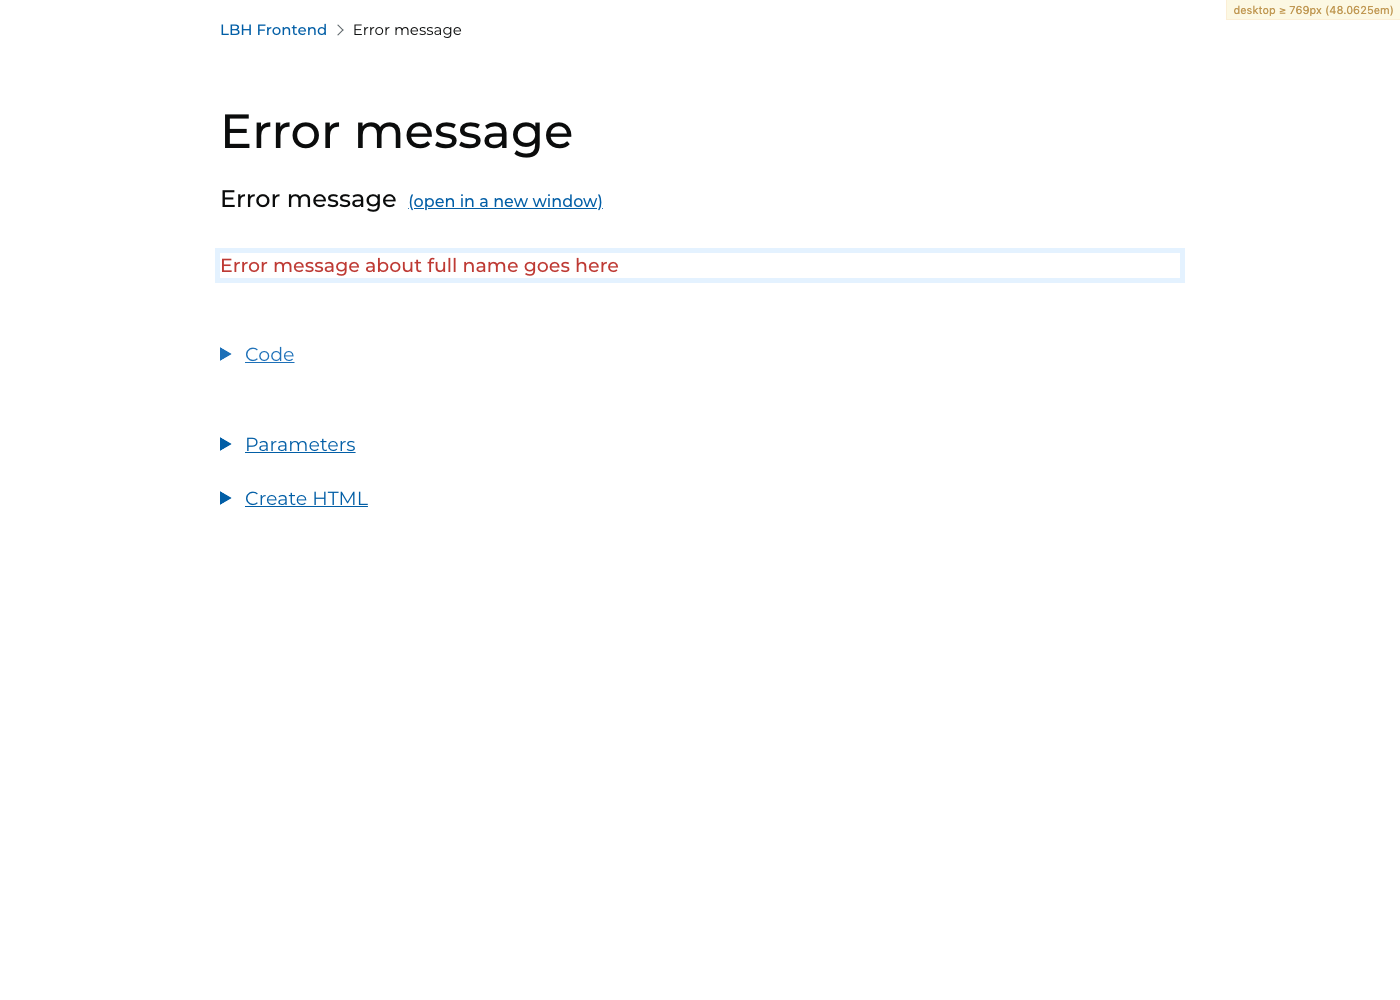 desktop ≥ 769px (48.0625em)
LBH Frontend > Error message
Error message
Error message (open in a new window)
Error message about full name goes here
Code
Parameters
Create HTML